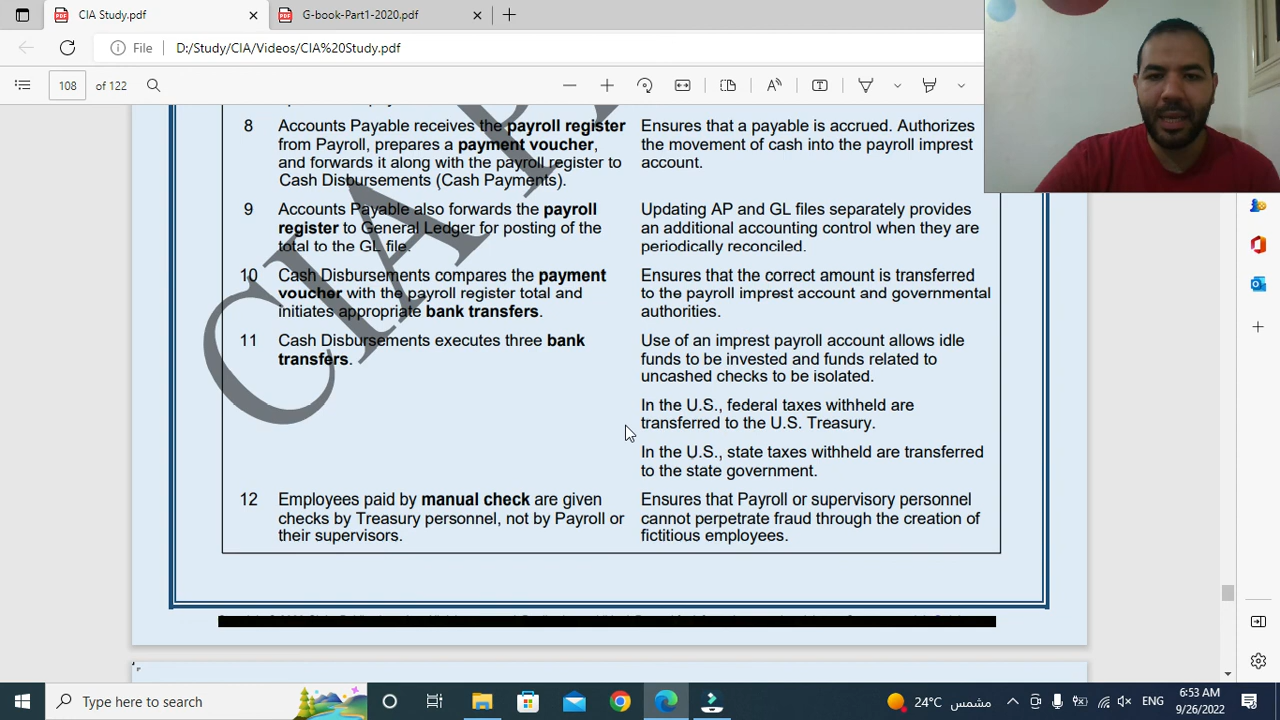 CIA Study.pdf
G-book-Part1-2020.pdf
File D:/Study/CIA/Videos/CIA%20Study.pdf
108 of 122
8 Accounts Payable receives the payroll register
from Payroll, prepares a payment voucher,
and forwards it along with the payroll register to
Cash Disbursements (Cash Payments).
Ensures that a payable is accrued. Authorizes
the movement of cash into the payroll imprest
account.
9 Accounts Payable also forwards the payroll
register to General Ledger for posting of the
total to the GL file.
Updating AP and GL files separately provides
an additional accounting control when they are
periodically reconciled.
10 Cash Disbursements compares the payment
voucher with the payroll register total and
initiates appropriate bank transfers.
Ensures that the correct amount is transferred
to the payroll imprest account and governmental
authorities.
11 Cash Disbursements executes three bank
transfers.
Use of an imprest payroll account allows idle
funds to be invested and funds related to
uncashed checks to be isolated.
In the U.S., federal taxes withheld are
transferred to the U.S. Treasury.
In the U.S., state taxes withheld are transferred
to the state government.
12 Employees paid by manual check are given
checks by Treasury personnel, not by Payroll or
their supervisors.
Ensures that Payroll or supervisory personnel
cannot perpetrate fraud through the creation of
fictitious employees.
CIA P
Type here to search
24°C مشمس
ENG
6:53 AM
9/26/2022